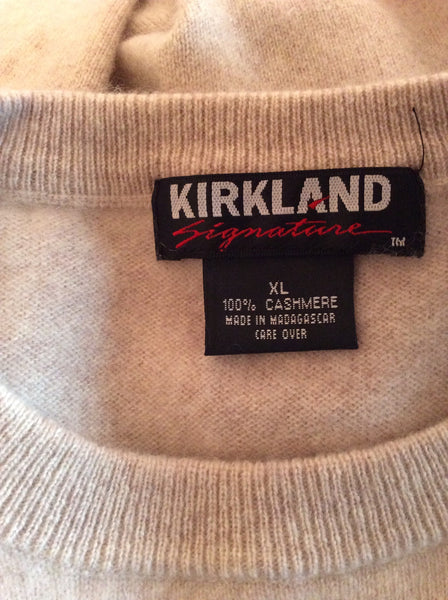 KIRKLAND
Signature
TM
XL
100% CASHMERE
MADE IN MADAGASCAR
CARE OVER